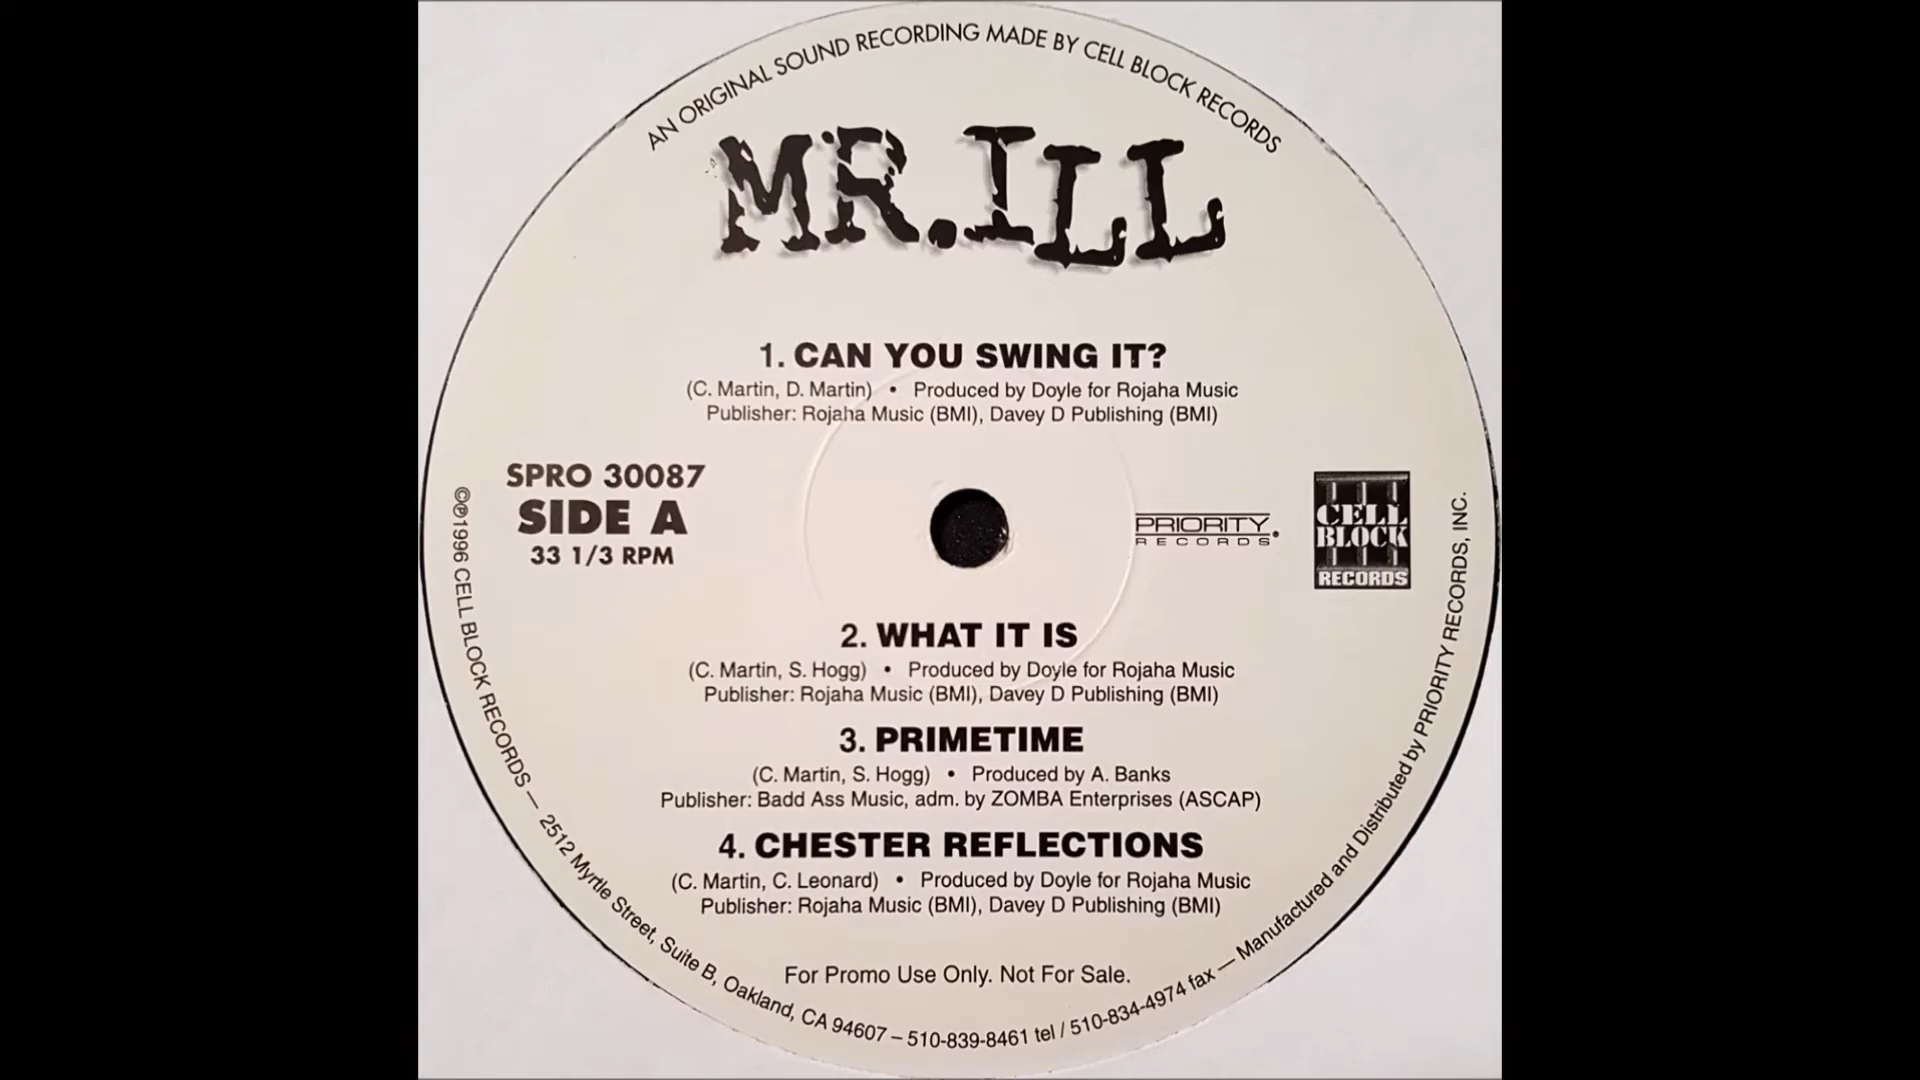 AN ORIGINAL SOUND RECORDING MADE BY CELL BLOCK RECORDS
MR. ILL
1. CAN YOU SWING IT?
(C. Martin, D. Martin) • Produced by Doyle for Rojaha Music
Publisher: Rojaha Music (BMI), Davey D Publishing (BMI)
SPRO 30087
SIDE A
33 1/3 RPM
PRIORITY
RECORDS
CELL
BLOCK
RECORDS
2. WHAT IT IS
(C. Martin, S. Hogg) • Produced by Doyle for Rojaha Music
Publisher: Rojaha Music (BMI), Davey D Publishing (BMI)
3. PRIMETIME
(C. Martin, S. Hogg) • Produced by A. Banks
Publisher: Badd Ass Music, adm. by ZOMBA Enterprises (ASCAP)
4. CHESTER REFLECTIONS
(C. Martin, C. Leonard) • Produced by Doyle for Rojaha Music
Publisher: Rojaha Music (BMI), Davey D Publishing (BMI)
For Promo Use Only. Not For Sale.
©℗1996 CELL BLOCK RECORDS — 2512 Myrtle Street, Suite B, Oakland, CA 94607 – 510-839-8461 tel / 510-834-4974 fax — Manufactured and Distributed by PRIORITY RECORDS, INC.